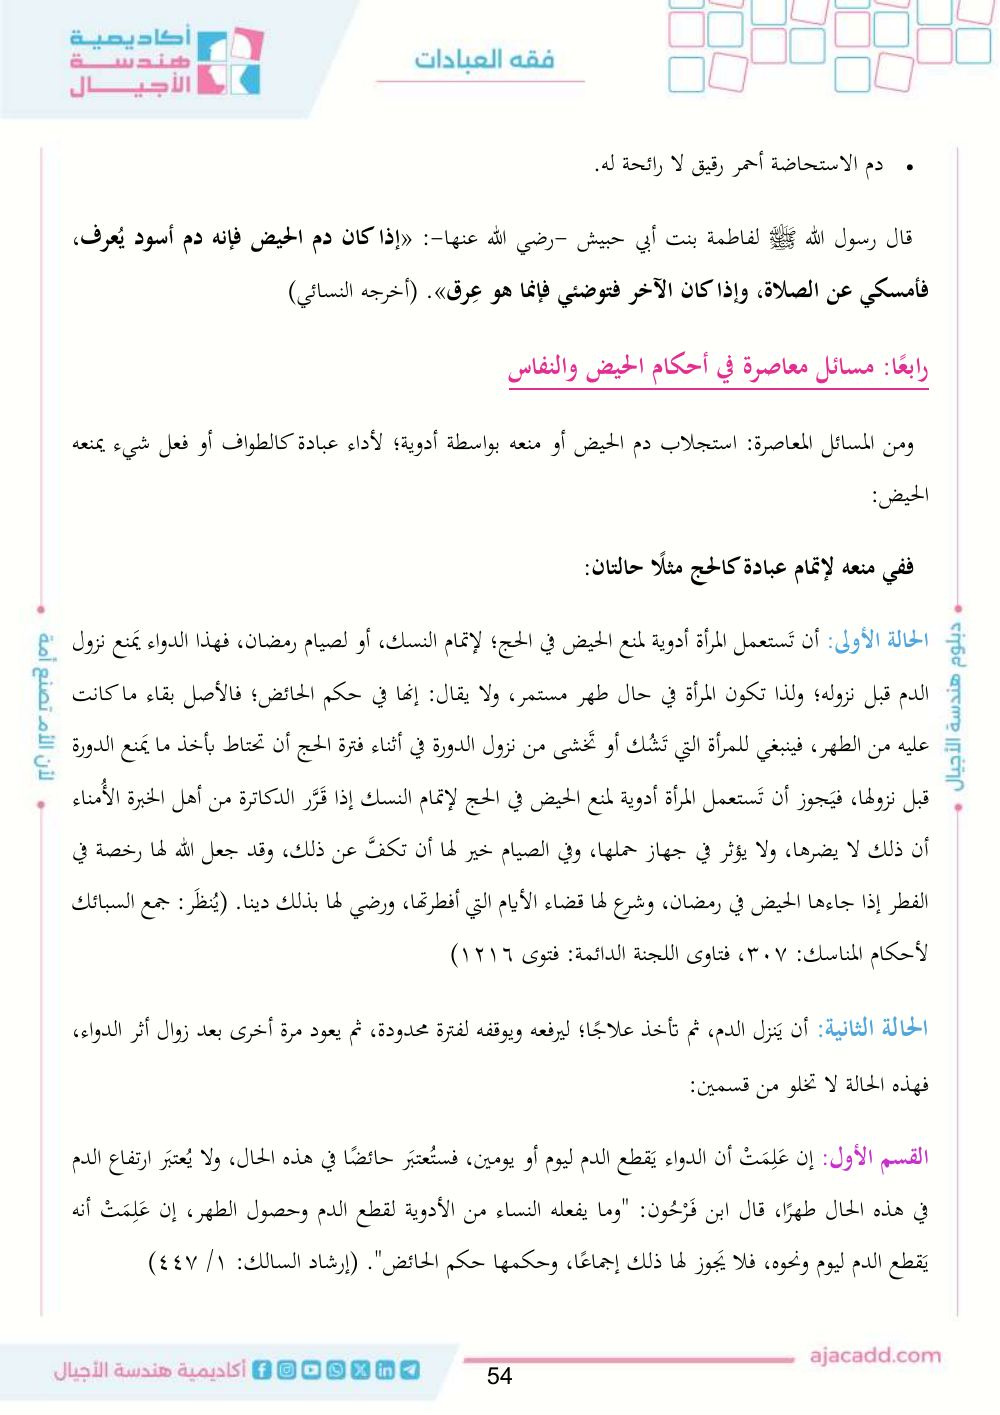 أكاديمية
هندسة
الأجيال
فقه العبادات
• دم الاستحاضة أحمر رقيق لا رائحة له.
قال رسول الله ﷺ لفاطمة بنت أبي حبيش -رضي الله عنها-: «إذا كان دم الحيض فإنه دم أسود يُعرف،
فأمسكي عن الصلاة، وإذا كان الآخر فتوضئي فإنما هو عِرق». (أخرجه النسائي)
رابعًا: مسائل معاصرة في أحكام الحيض والنفاس
ومن المسائل المعاصرة: استجلاب دم الحيض أو منعه بواسطة أدوية؛ لأداء عبادة كالطواف أو فعل شيء يمنعه
الحيض:
ففي منعه لإتمام عبادة كالحج مثلًا حالتان:
الحالة الأولى: أن تَستعمل المرأة أدوية لمنع الحيض في الحج؛ لإتمام النسك، أو لصيام رمضان، فهذا الدواء يَمنع نزول
الدم قبل نزوله؛ ولذا تكون المرأة في حال طهر مستمر، ولا يقال: إنها في حكم الحائض؛ فالأصل بقاء ما كانت
عليه من الطهر، فينبغي للمرأة التي تَشُك أو تَخشى من نزول الدورة في أثناء فترة الحج أن تحتاط بأخذ ما يَمنع الدورة
قبل نزولها، فيَجوز أن تَستعمل المرأة أدوية لمنع الحيض في الحج لإتمام النسك إذا قَرَّر الدكاترة من أهل الخبرة الأُمناء
أن ذلك لا يضرها، ولا يؤثر في جهاز حملها، وفي الصيام خير لها أن تكفَّ عن ذلك، وقد جعل الله لها رخصة في
الفطر إذا جاءها الحيض في رمضان، وشرع لها قضاء الأيام التي أفطرتها، ورضي لها بذلك دينا. (يُنظَر: جمع السبائك
لأحكام المناسك: ٣٠٧، فتاوى اللجنة الدائمة: فتوى ١٢١٦)
الحالة الثانية: أن يَنزل الدم، ثم تأخذ علاجًا؛ ليرفعه ويوقفه لفترة محدودة، ثم يعود مرة أخرى بعد زوال أثر الدواء،
فهذه الحالة لا تخلو من قسمين:
القسم الأول: إن عَلِمَتْ أن الدواء يَقطع الدم ليوم أو يومين، فستُعتبَر حائضًا في هذه الحال، ولا يُعتبَر ارتفاع الدم
في هذه الحال طهرًا، قال ابن فَرْحُون: "وما يفعله النساء من الأدوية لقطع الدم وحصول الطهر، إن عَلِمَتْ أنه
يَقطع الدم ليوم ونحوه، فلا يَجوز لها ذلك إجماعًا، وحكمها حكم الحائض". (إرشاد السالك: ١/ ٤٤٧)
دبلوم هندسة الأجيال
لأن الأم تصنع أمة
أكاديمية هندسة الأجيال
54
ajacadd.com